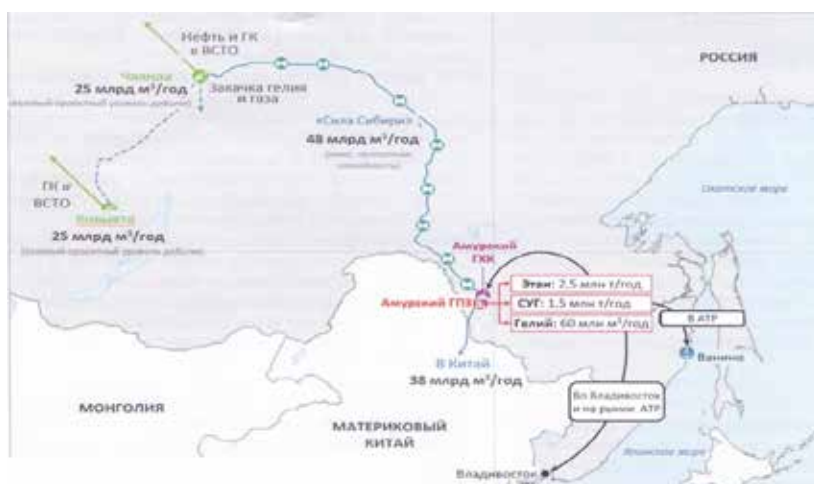 Нефть и ГК
в ВСТО
РОССИЯ
Чаянда
25 млрд м³/год
Закачка гелия
и газа
«Сила Сибири»
48 млрд м³/год
Охотское море
ГК в
ВСТО
Ковыкта
25 млрд м³/год
Амурский
ГХК
Этан: 2.5 млн т/год
Амурский ГПЗ
СУГ: 1.5 млн т/год
Гелий: 60 млн м³/год
В АТР
Ванино
В Китай
38 млрд м³/год
Во Владивосток
и на рынки АТР
МОНГОЛИЯ
МАТЕРИКОВЫЙ
КИТАЙ
Японское море
Владивосток